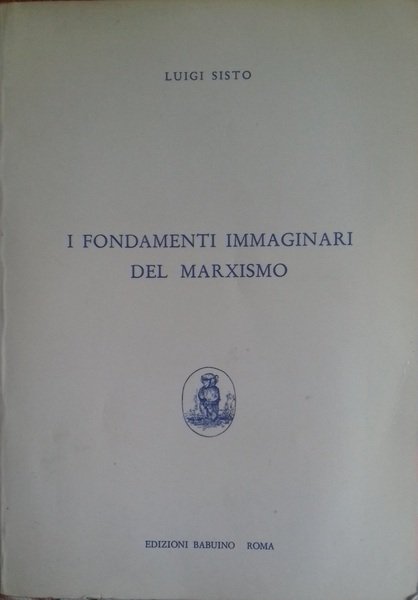 LUIGI SISTO
I FONDAMENTI IMMAGINARI
DEL MARXISMO
EDIZIONI BABUINO ROMA